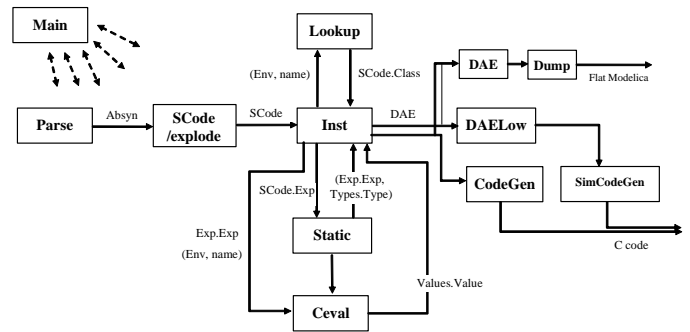 Main
Lookup
(Env, name)
SCode.Class
DAE
Dump
Flat Modelica
Parse
Absyn
SCode
/explode
SCode
Inst
DAE
DAELow
SCode.Exp
(Exp.Exp,
Types.Type)
CodeGen
SimCodeGen
Exp.Exp
(Env, name)
Static
C code
Values.Value
Ceval